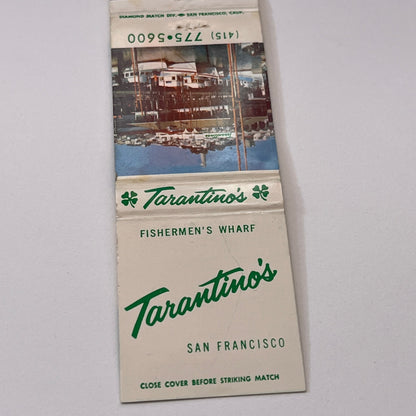 DIAMOND MATCH DIV. SAN FRANCISCO, CALIF.
(415) 775•5600
Tarantino's
FISHERMEN'S WHARF
Tarantino's
SAN FRANCISCO
CLOSE COVER BEFORE STRIKING MATCH